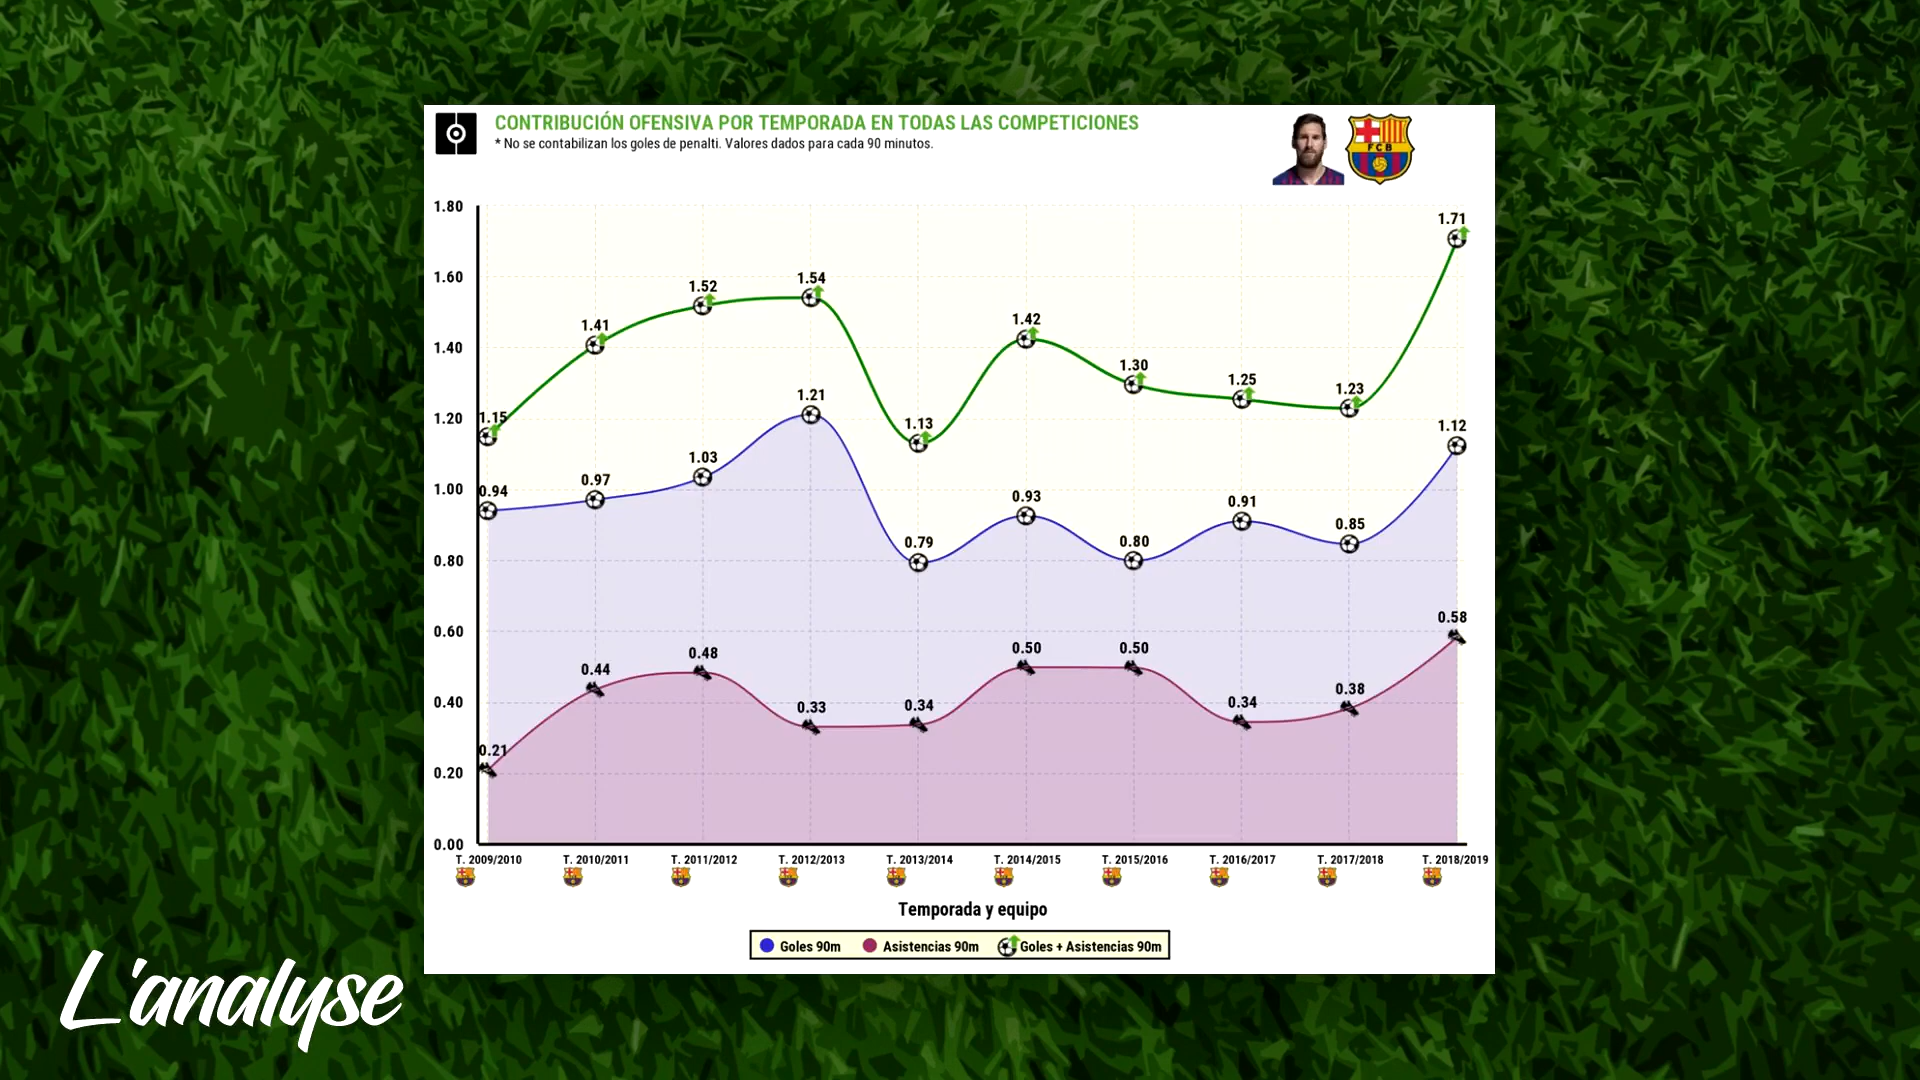 CONTRIBUCIÓN OFENSIVA POR TEMPORADA EN TODAS LAS COMPETICIONES
* No se contabilizan los goles de penalti. Valores dados para cada 90 minutos.
FCB
1.80
1.60
1.40
1.20
1.00
0.80
0.60
0.40
0.20
0.00
1.15 1.41 1.52 1.54 1.13 1.42 1.30 1.25 1.23 1.71
0.94 0.97 1.03 1.21 0.79 0.93 0.80 0.91 0.85 1.12
0.21 0.44 0.48 0.33 0.34 0.50 0.50 0.34 0.38 0.58
T. 2009/2010 T. 2010/2011 T. 2011/2012 T. 2012/2013 T. 2013/2014 T. 2014/2015 T. 2015/2016 T. 2016/2017 T. 2017/2018 T. 2018/2019
Temporada y equipo
Goles 90m Asistencias 90m Goles + Asistencias 90m
L'analyse